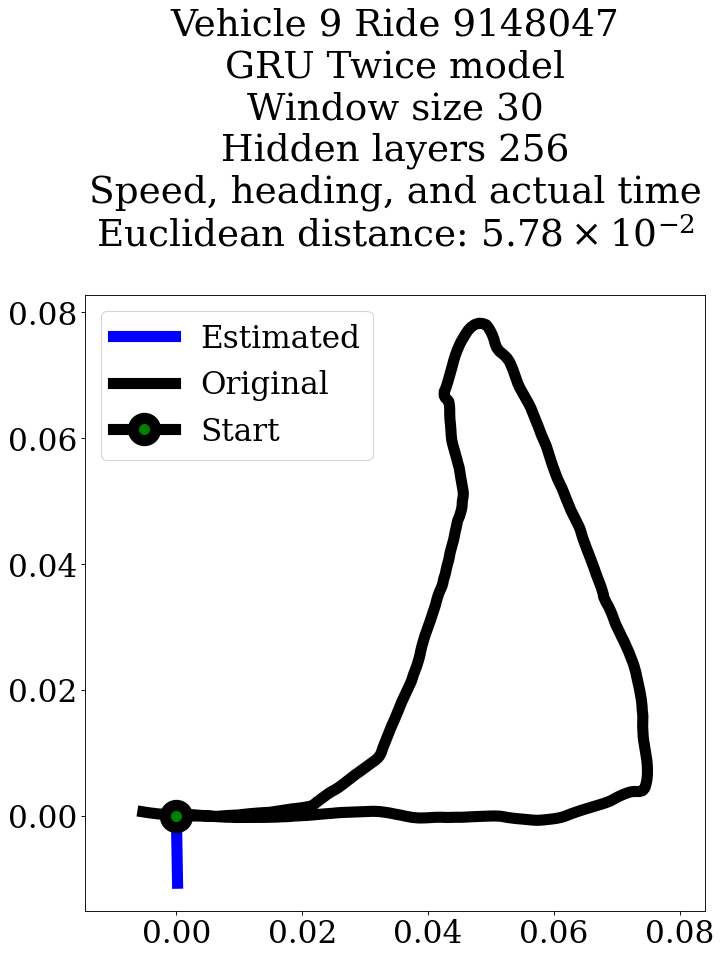 Vehicle 9 Ride 9148047
GRU Twice model
Window size 30
Hidden layers 256
Speed, heading, and actual time
Euclidean distance: 5.78 × 10⁻²
Estimated
Original
Start
0.08
0.06
0.04
0.02
0.00
0.00 0.02 0.04 0.06 0.08